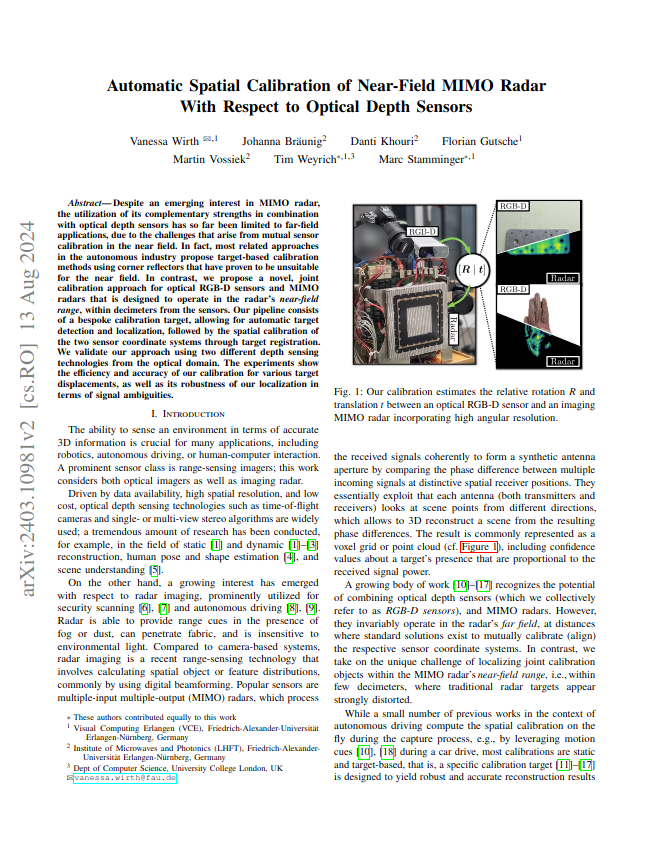 Automatic Spatial Calibration of Near-Field MIMO Radar
With Respect to Optical Depth Sensors
Vanessa Wirth ✉,1 Johanna Bräunig2 Danti Khouri2 Florian Gutsche1
Martin Vossiek2 Tim Weyrich∗,1,3 Marc Stamminger∗,1
arXiv:2403.10981v2 [cs.RO] 13 Aug 2024
Abstract—Despite an emerging interest in MIMO radar,
the utilization of its complementary strengths in combination
with optical depth sensors has so far been limited to far-field
applications, due to the challenges that arise from mutual sensor
calibration in the near field. In fact, most related approaches
in the autonomous industry propose target-based calibration
methods using corner reflectors that have proven to be unsuitable
for the near field. In contrast, we propose a novel, joint
calibration approach for optical RGB-D sensors and MIMO
radars that is designed to operate in the radar's near-field
range, within decimeters from the sensors. Our pipeline consists
of a bespoke calibration target, allowing for automatic target
detection and localization, followed by the spatial calibration of
the two sensor coordinate systems through target registration.
We validate our approach using two different depth sensing
technologies from the optical domain. The experiments show
the efficiency and accuracy of our calibration for various target
displacements, as well as its robustness of our localization in
terms of signal ambiguities.
I. INTRODUCTION
The ability to sense an environment in terms of accurate
3D information is crucial for many applications, including
robotics, autonomous driving, or human-computer interaction.
A prominent sensor class is range-sensing imagers; this work
considers both optical imagers as well as imaging radar.
Driven by data availability, high spatial resolution, and low
cost, optical depth sensing technologies such as time-of-flight
cameras and single- or multi-view stereo algorithms are widely
used; a tremendous amount of research has been conducted,
for example, in the field of static [1] and dynamic [1]–[3]
reconstruction, human pose and shape estimation [4], and
scene understanding [5].
On the other hand, a growing interest has emerged
with respect to radar imaging, prominently utilized for
security scanning [6], [7] and autonomous driving [8], [9].
Radar is able to provide range cues in the presence of
fog or dust, can penetrate fabric, and is insensitive to
environmental light. Compared to camera-based systems,
radar imaging is a recent range-sensing technology that
involves calculating spatial object or feature distributions,
commonly by using digital beamforming. Popular sensors are
multiple-input multiple-output (MIMO) radars, which process
∗ These authors contributed equally to this work
1 Visual Computing Erlangen (VCE), Friedrich-Alexander-Universität
Erlangen-Nürnberg, Germany
2 Institute of Microwaves and Photonics (LHFT), Friedrich-Alexander-
Universität Erlangen-Nürnberg, Germany
3 Dept of Computer Science, University College London, UK
✉vanessa.wirth@fau.de
RGB-D
Radar
[R | t]
RGB-D
Radar
RGB-D
Radar
Fig. 1: Our calibration estimates the relative rotation R and
translation t between an optical RGB-D sensor and an imaging
MIMO radar incorporating high angular resolution.
the received signals coherently to form a synthetic antenna
aperture by comparing the phase difference between multiple
incoming signals at distinctive spatial receiver positions. They
essentially exploit that each antenna (both transmitters and
receivers) looks at scene points from different directions,
which allows to 3D reconstruct a scene from the resulting
phase differences. The result is commonly represented as a
voxel grid or point cloud (cf. Figure 1), including confidence
values about a target's presence that are proportional to the
received signal power.
A growing body of work [10]–[17] recognizes the potential
of combining optical depth sensors (which we collectively
refer to as RGB-D sensors), and MIMO radars. However,
they invariably operate in the radar's far field, at distances
where standard solutions exist to mutually calibrate (align)
the respective sensor coordinate systems. In contrast, we
take on the unique challenge of localizing joint calibration
objects within the MIMO radar's near-field range, i.e., within
few decimeters, where traditional radar targets appear
strongly distorted.
While a small number of previous works in the context of
autonomous driving compute the spatial calibration on the
fly during the capture process, e.g., by leveraging motion
cues [10], [18] during a car drive, most calibrations are static
and target-based, that is, a specific calibration target [11]–[17]
is designed to yield robust and accurate reconstruction results